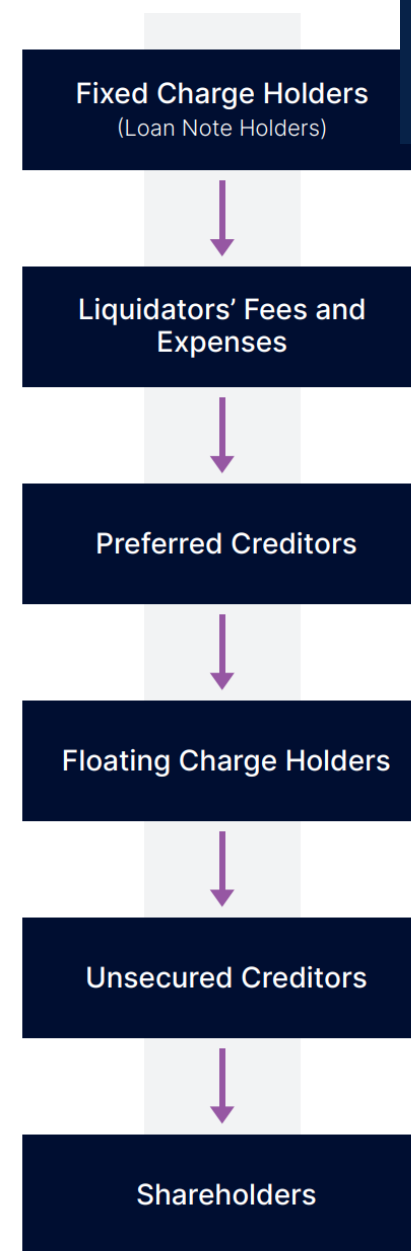 Fixed Charge Holders
(Loan Note Holders)
Liquidators’ Fees and
Expenses
Preferred Creditors
Floating Charge Holders
Unsecured Creditors
Shareholders